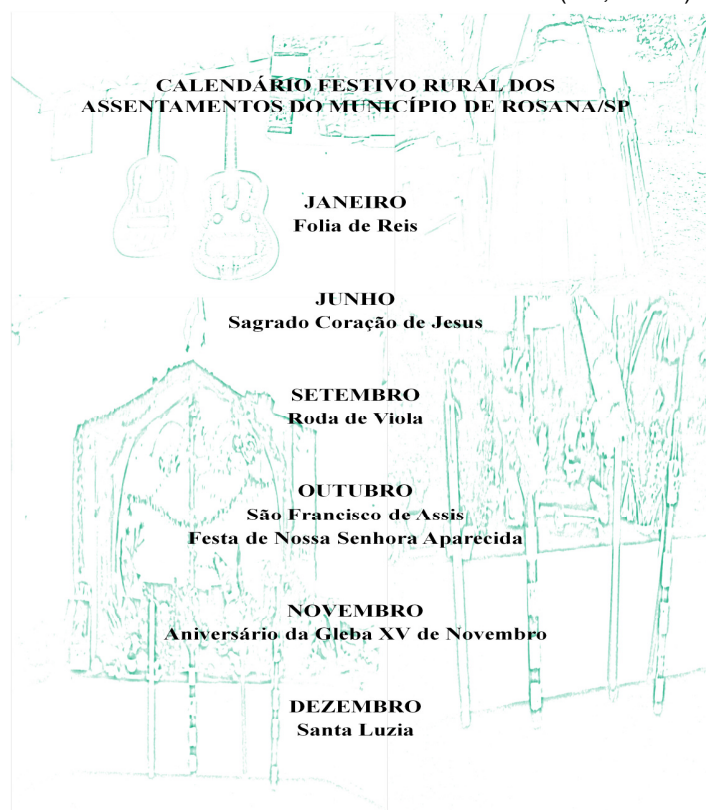 CALENDÁRIO FESTIVO RURAL DOS
ASSENTAMENTOS DO MUNICÍPIO DE ROSANA/SP
JANEIRO
Folia de Reis
JUNHO
Sagrado Coração de Jesus
SETEMBRO
Roda de Viola
OUTUBRO
São Francisco de Assis
Festa de Nossa Senhora Aparecida
NOVEMBRO
Aniversário da Gleba XV de Novembro
DEZEMBRO
Santa Luzia